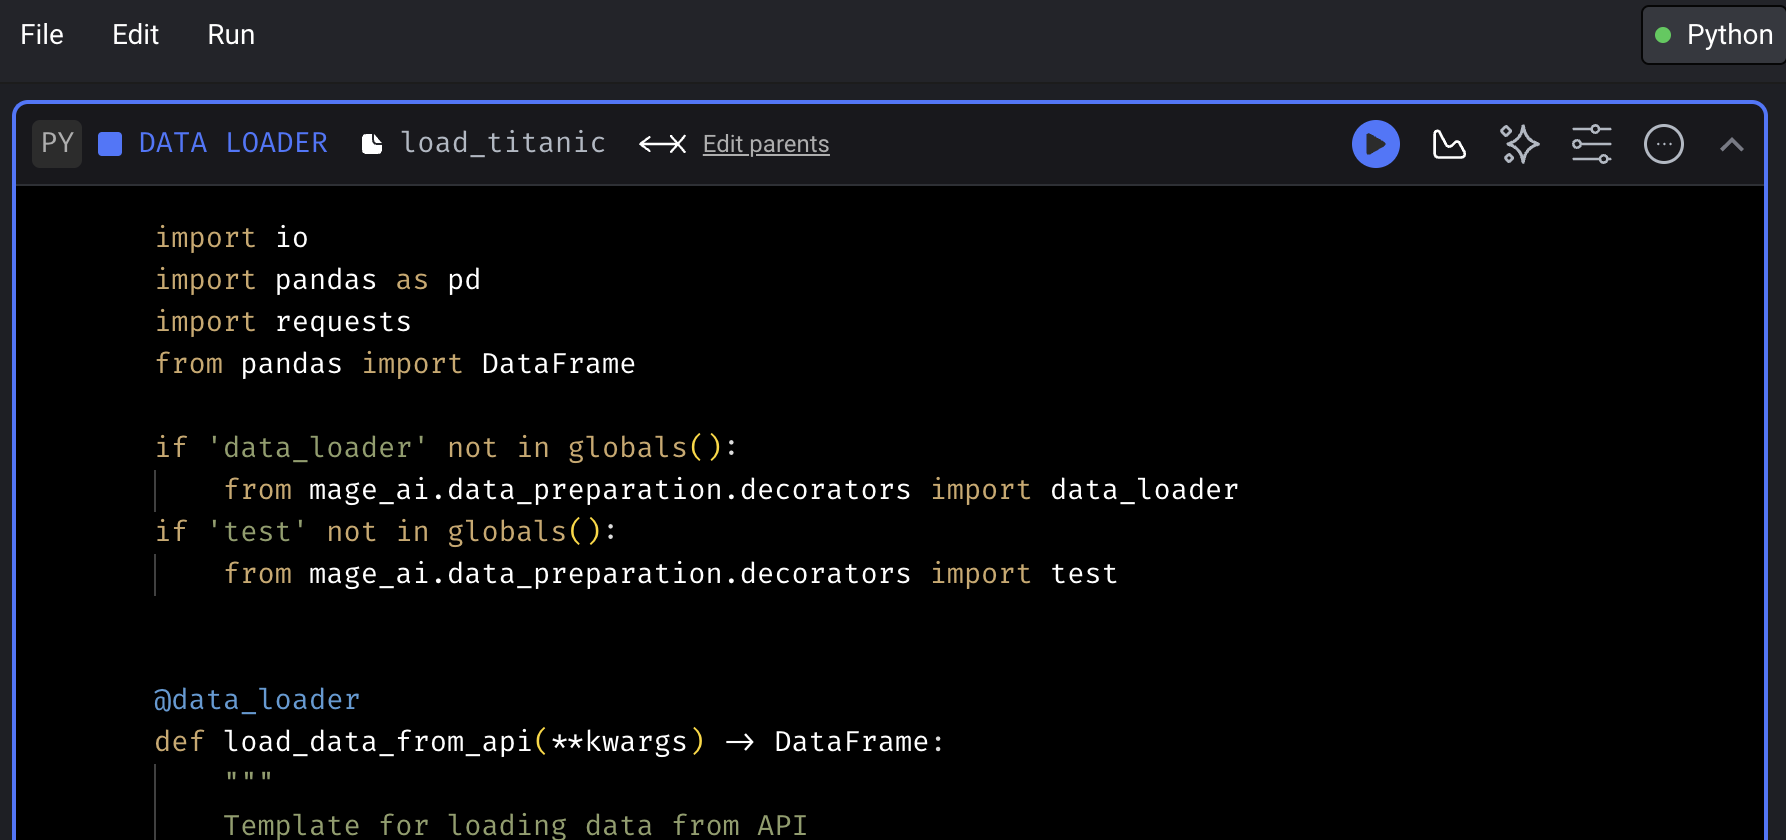 File Edit Run Python
PY DATA LOADER load_titanic Edit parents
import io
import pandas as pd
import requests
from pandas import DataFrame
if 'data_loader' not in globals():
from mage_ai.data_preparation.decorators import data_loader
if 'test' not in globals():
from mage_ai.data_preparation.decorators import test
@data_loader
def load_data_from_api(**kwargs) -> DataFrame:
"""
Template for loading data from API